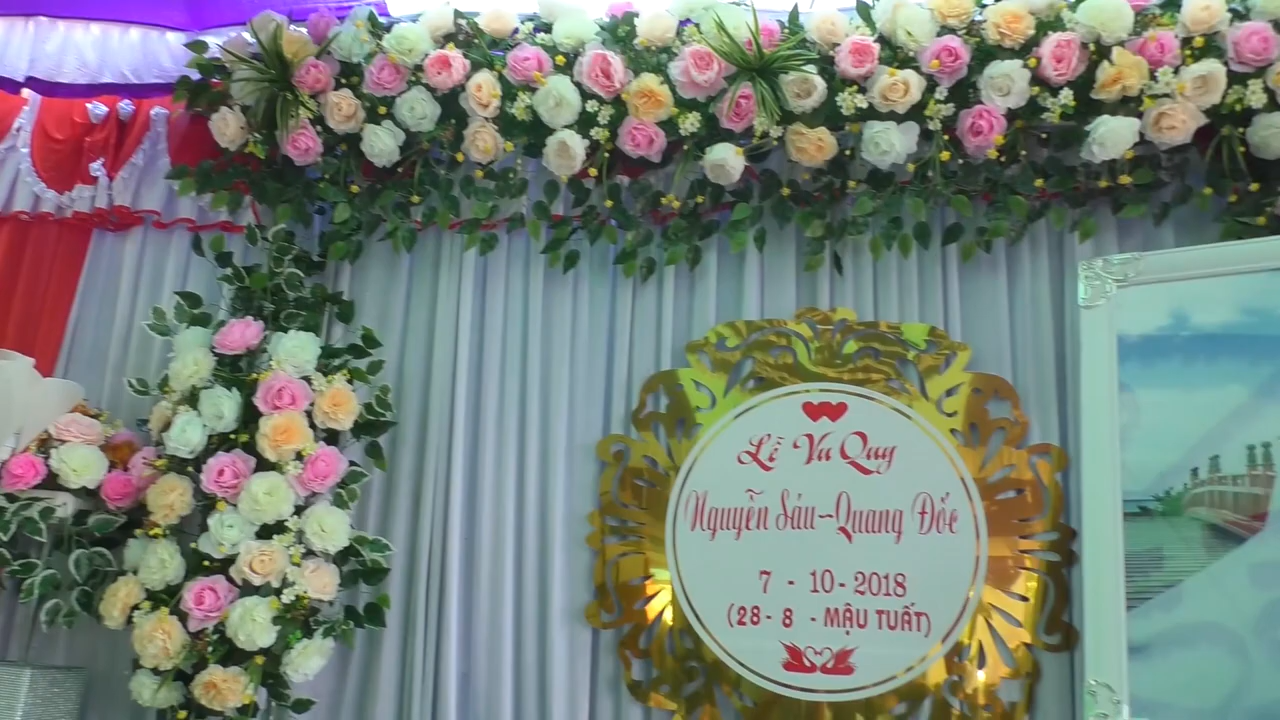 Lễ Vu Quy
Nguyễn Sáu-Quang Đốc
7 - 10 - 2018
(28 - 8 - MẬU TUẤT)